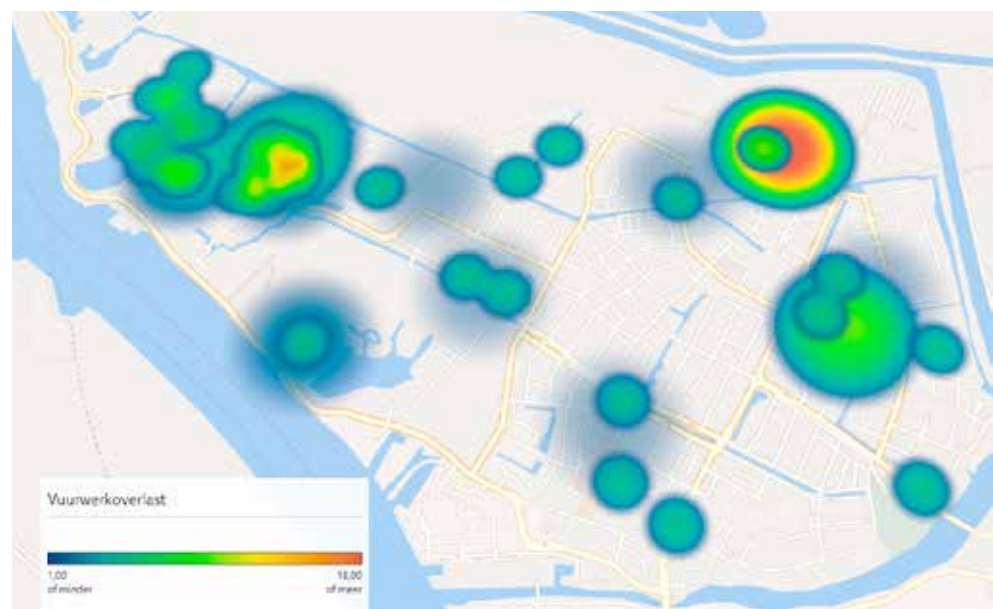 Vuurwerkoverlast
1,00
of minder
18,00
of meer